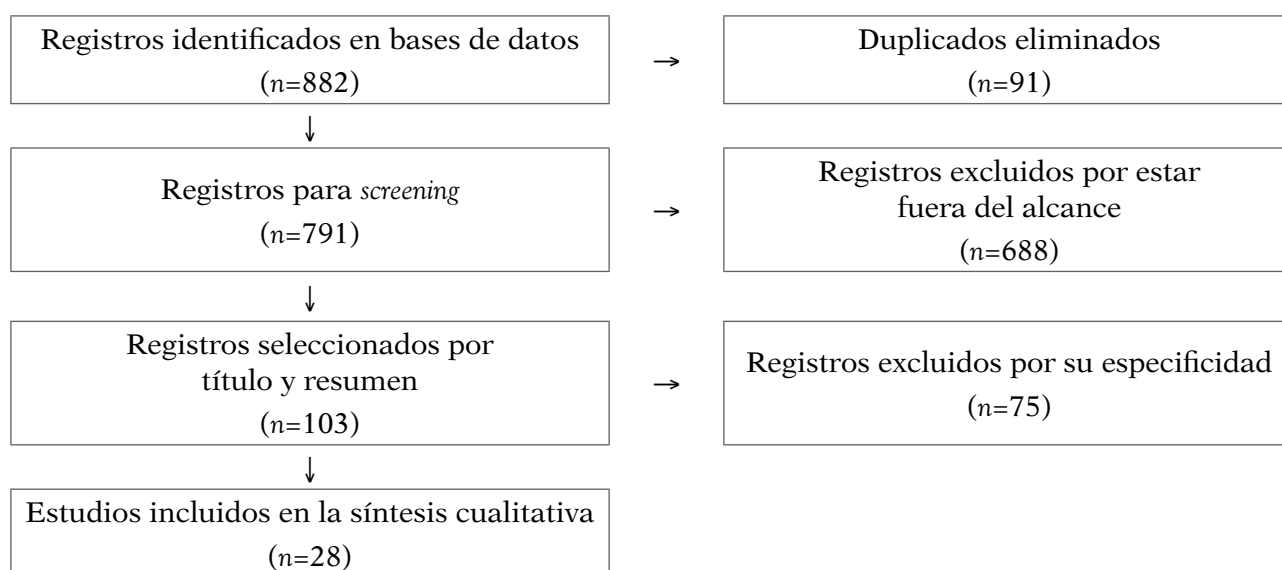 Registros identificados en bases de datos
(n=882)
→
Duplicados eliminados
(n=91)
↓
Registros para screening
(n=791)
→
Registros excluidos por estar
fuera del alcance
(n=688)
↓
Registros seleccionados por
título y resumen
(n=103)
→
Registros excluidos por su especificidad
(n=75)
↓
Estudios incluidos en la síntesis cualitativa
(n=28)